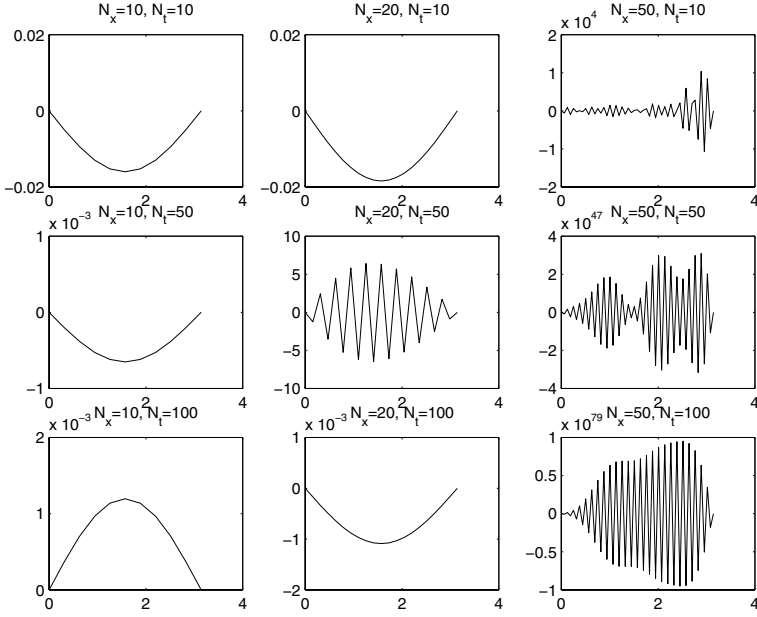 N_x=10, N_t=10
0.02
0
−0.02
0 2 4
N_x=20, N_t=10
0.02
0
−0.02
0 2 4
x 10^4 N_x=50, N_t=10
2
1
0
−1
−2
0 2 4
x 10^−3 N_x=10, N_t=50
1
0
−1
0 2 4
N_x=20, N_t=50
10
5
0
−5
−10
0 2 4
x 10^47 N_x=50, N_t=50
4
2
0
−2
−4
0 2 4
x 10^−3 N_x=10, N_t=100
2
1
0
0 2 4
x 10^−3 N_x=20, N_t=100
1
0
−1
−2
0 2 4
x 10^79 N_x=50, N_t=100
1
0.5
0
−0.5
−1
0 2 4